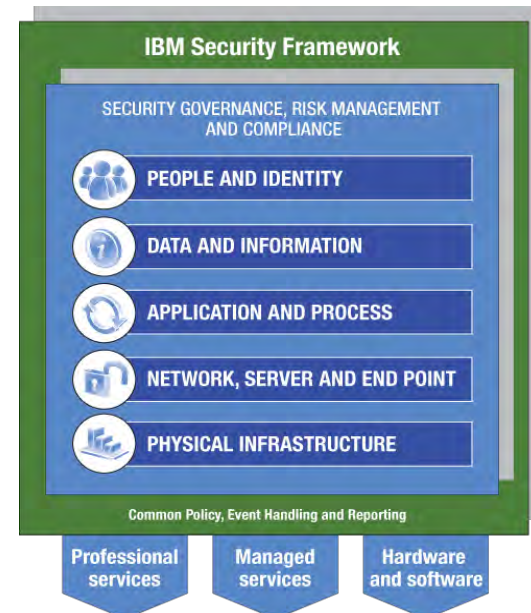 IBM Security Framework
SECURITY GOVERNANCE, RISK MANAGEMENT
AND COMPLIANCE
PEOPLE AND IDENTITY
DATA AND INFORMATION
APPLICATION AND PROCESS
NETWORK, SERVER AND END POINT
PHYSICAL INFRASTRUCTURE
Common Policy, Event Handling and Reporting
Professional
services
Managed
services
Hardware
and software